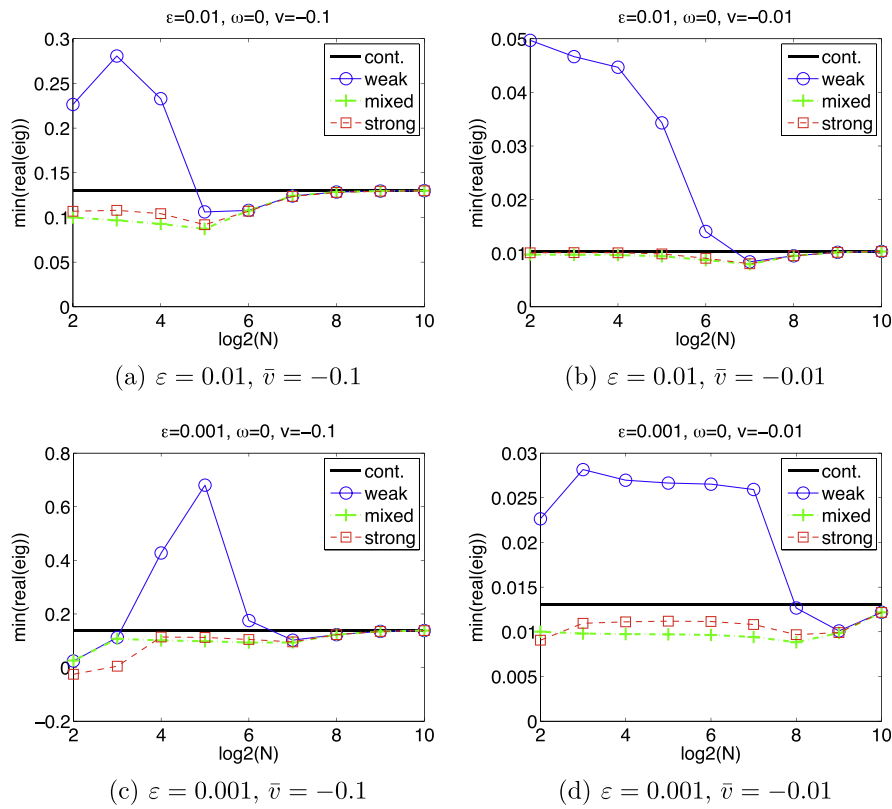 ε=0.01, ω=0, v=−0.1
min(real(eig))
0.3
0.25
0.2
0.15
0.1
0.05
0
2
4
6
8
10
log2(N)
cont.
weak
mixed
strong
(a) ε = 0.01, v̄ = −0.1
ε=0.01, ω=0, v=−0.01
min(real(eig))
0.05
0.04
0.03
0.02
0.01
0
2
4
6
8
10
log2(N)
cont.
weak
mixed
strong
(b) ε = 0.01, v̄ = −0.01
ε=0.001, ω=0, v=−0.1
min(real(eig))
0.8
0.6
0.4
0.2
0
−0.2
2
4
6
8
10
log2(N)
cont.
weak
mixed
strong
(c) ε = 0.001, v̄ = −0.1
ε=0.001, ω=0, v=−0.01
min(real(eig))
0.03
0.025
0.02
0.015
0.01
0.005
0
2
4
6
8
10
log2(N)
cont.
weak
mixed
strong
(d) ε = 0.001, v̄ = −0.01